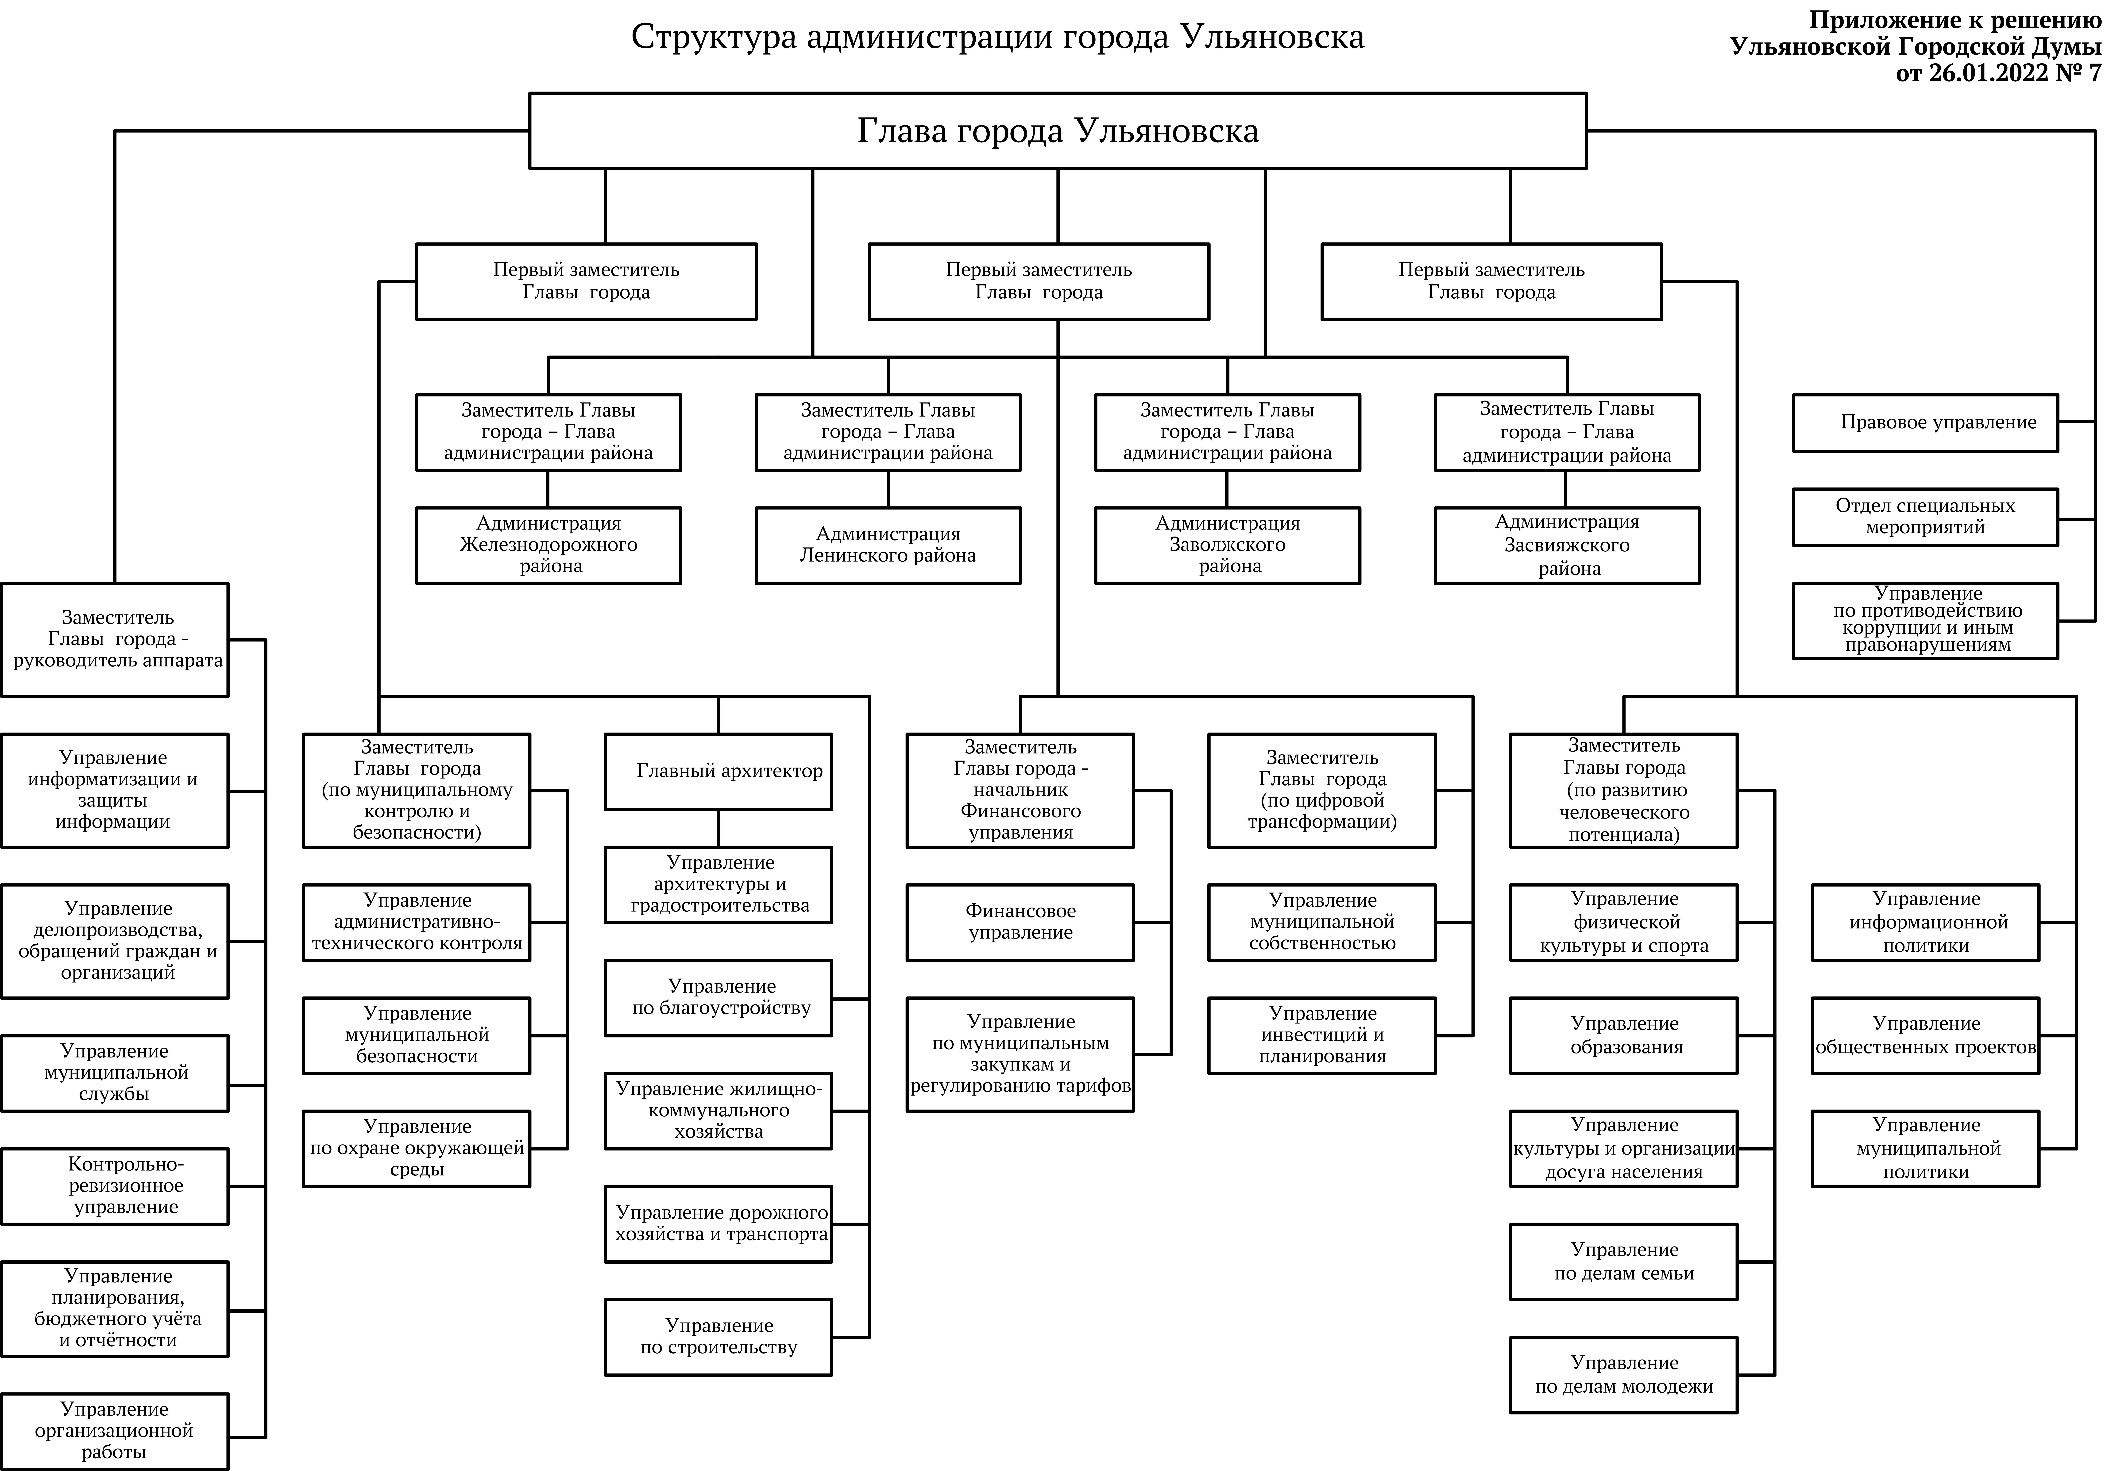 Структура администрации города Ульяновска
Приложение к решению
Ульяновской Городской Думы
от 26.01.2022 № 7
Глава города Ульяновска
Первый заместитель
Главы города
Первый заместитель
Главы города
Первый заместитель
Главы города
Заместитель Главы
города – Глава
администрации района
Заместитель Главы
города – Глава
администрации района
Заместитель Главы
города – Глава
администрации района
Заместитель Главы
города – Глава
администрации района
Администрация
Железнодорожного
района
Администрация
Ленинского района
Администрация
Заволжского
района
Администрация
Засвияжского
района
Правовое управление
Отдел специальных
мероприятий
Управление
по противодействию
коррупции и иным
правонарушениям
Заместитель
Главы города -
руководитель аппарата
Управление
информатизации и
защиты
информации
Управление
делопроизводства,
обращений граждан и
организаций
Управление
муниципальной
службы
Контрольно-
ревизионное
управление
Управление
планирования,
бюджетного учёта
и отчётности
Управление
организационной
работы
Заместитель
Главы города
(по муниципальному
контролю и
безопасности)
Управление
административно-
технического контроля
Управление
муниципальной
безопасности
Управление
по охране окружающей
среды
Главный архитектор
Управление
архитектуры и
градостроительства
Управление
по благоустройству
Управление жилищно-
коммунального
хозяйства
Управление дорожного
хозяйства и транспорта
Управление
по строительству
Заместитель
Главы города -
начальник
Финансового
управления
Финансовое
управление
Управление
по муниципальным
закупкам и
регулированию тарифов
Заместитель
Главы города
(по цифровой
трансформации)
Управление
муниципальной
собственностью
Управление
инвестиций и
планирования
Заместитель
Главы города
(по развитию
человеческого
потенциала)
Управление
физической
культуры и спорта
Управление
образования
Управление
культуры и организации
досуга населения
Управление
по делам семьи
Управление
по делам молодежи
Управление
информационной
политики
Управление
общественных проектов
Управление
муниципальной
политики